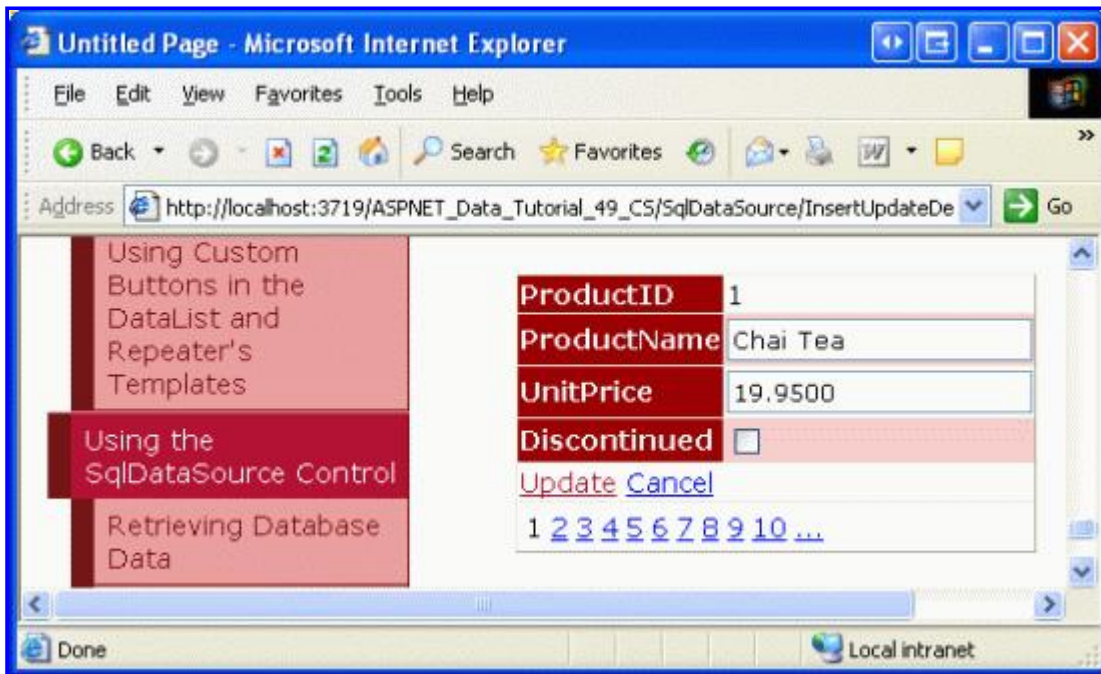 Untitled Page - Microsoft Internet Explorer
File Edit View Favorites Tools Help
Back Search Favorites
Address http://localhost:3719/ASPNET_Data_Tutorial_49_CS/SqlDataSource/InsertUpdateDe Go
Using Custom
Buttons in the
DataList and
Repeater's
Templates
Using the
SqlDataSource Control
Retrieving Database
Data
ProductID 1
ProductName Chai Tea
UnitPrice 19.9500
Discontinued
Update Cancel
1 2 3 4 5 6 7 8 9 10 ...
Done Local intranet